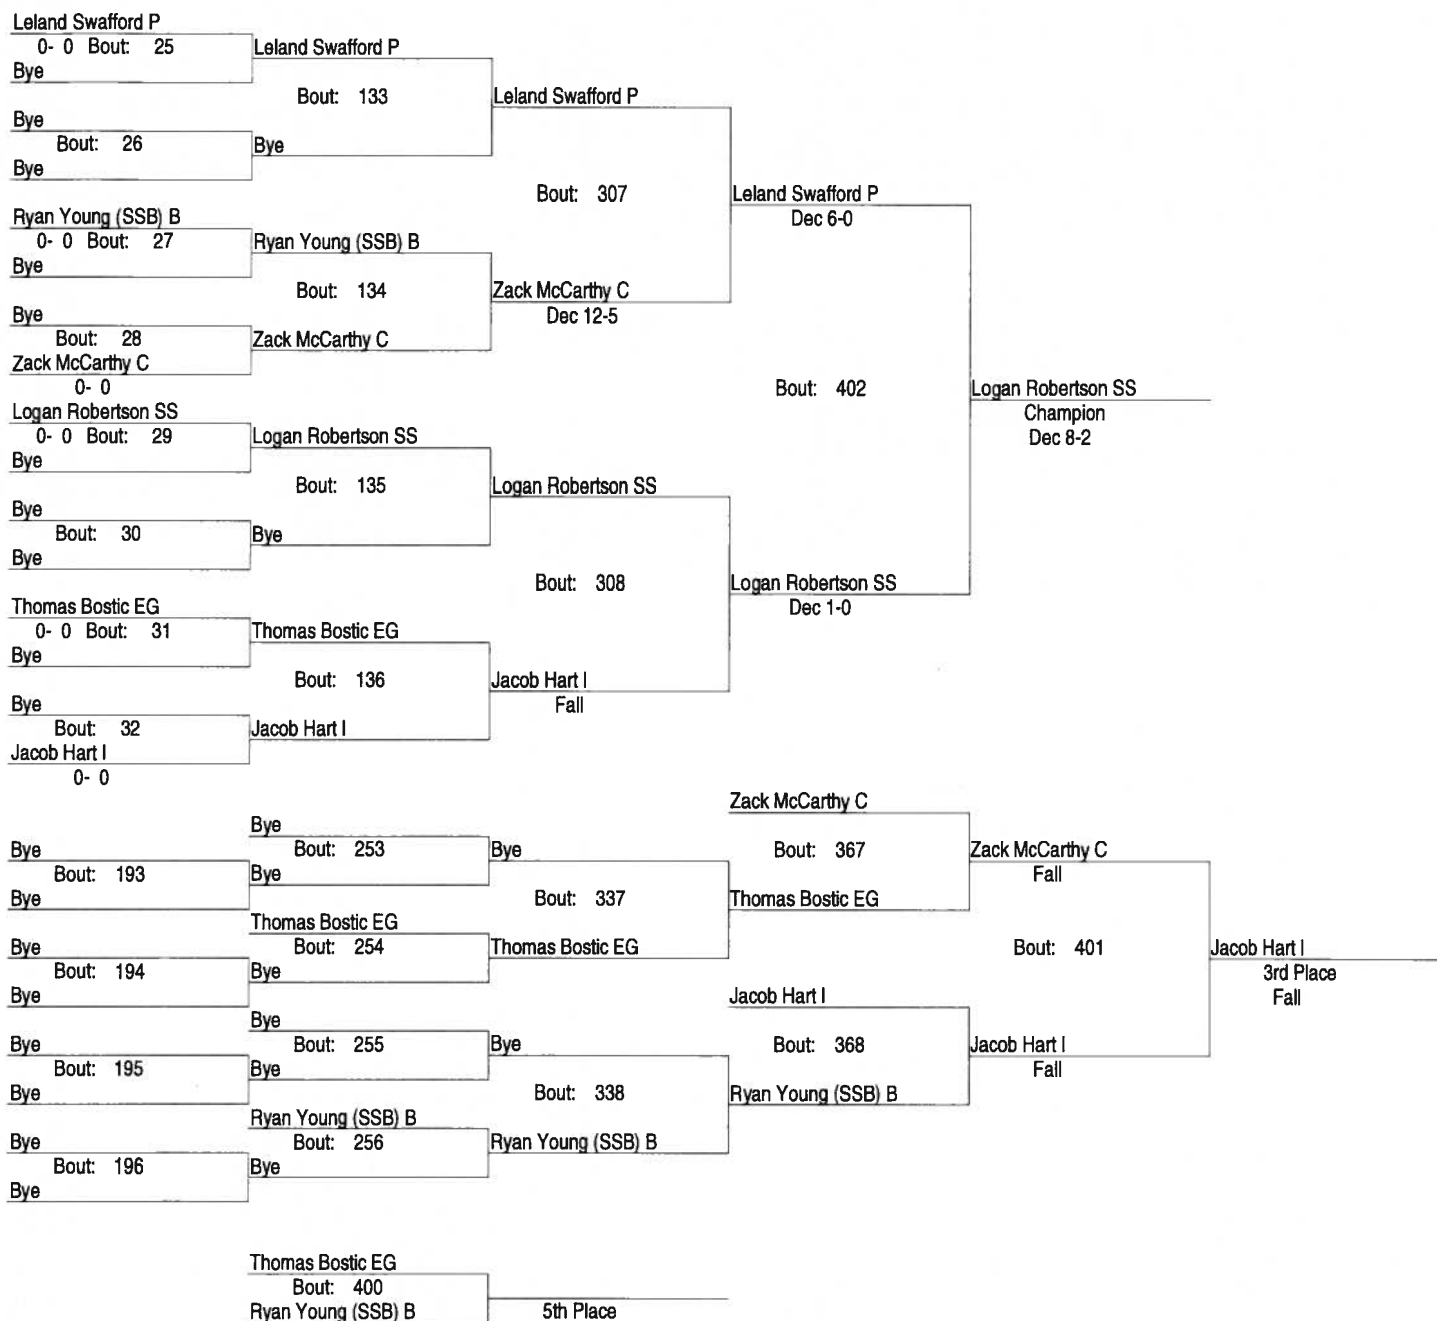 Leland Swafford P
0- 0 Bout: 25
Bye
Bye
Bout: 26
Bye
Ryan Young (SSB) B
0- 0 Bout: 27
Bye
Bye
Bout: 28
Zack McCarthy C
0- 0
Logan Robertson SS
0- 0 Bout: 29
Bye
Bye
Bout: 30
Bye
Thomas Bostic EG
0- 0 Bout: 31
Bye
Bye
Bout: 32
Jacob Hart I
0- 0
Leland Swafford P
Bout: 133
Bye
Ryan Young (SSB) B
Bout: 134
Zack McCarthy C
Logan Robertson SS
Bout: 135
Bye
Thomas Bostic EG
Bout: 136
Jacob Hart I
Leland Swafford P
Bout: 307
Zack McCarthy C
Dec 12-5
Logan Robertson SS
Bout: 308
Jacob Hart I
Fall
Leland Swafford P
Dec 6-0
Bout: 402
Logan Robertson SS
Dec 1-0
Logan Robertson SS
Champion
Dec 8-2
Bye
Bout: 193
Bye
Bye
Bout: 194
Bye
Bye
Bout: 195
Bye
Bye
Bout: 196
Bye
Bye
Bout: 253
Bye
Thomas Bostic EG
Bout: 254
Bye
Bye
Bout: 255
Bye
Ryan Young (SSB) B
Bout: 256
Bye
Bye
Bout: 337
Thomas Bostic EG
Bye
Bout: 338
Ryan Young (SSB) B
Zack McCarthy C
Bout: 367
Thomas Bostic EG
Jacob Hart I
Bout: 368
Ryan Young (SSB) B
Zack McCarthy C
Fall
Bout: 401
Jacob Hart I
Fall
Jacob Hart I
3rd Place
Fall
Thomas Bostic EG
Bout: 400
Ryan Young (SSB) B
5th Place